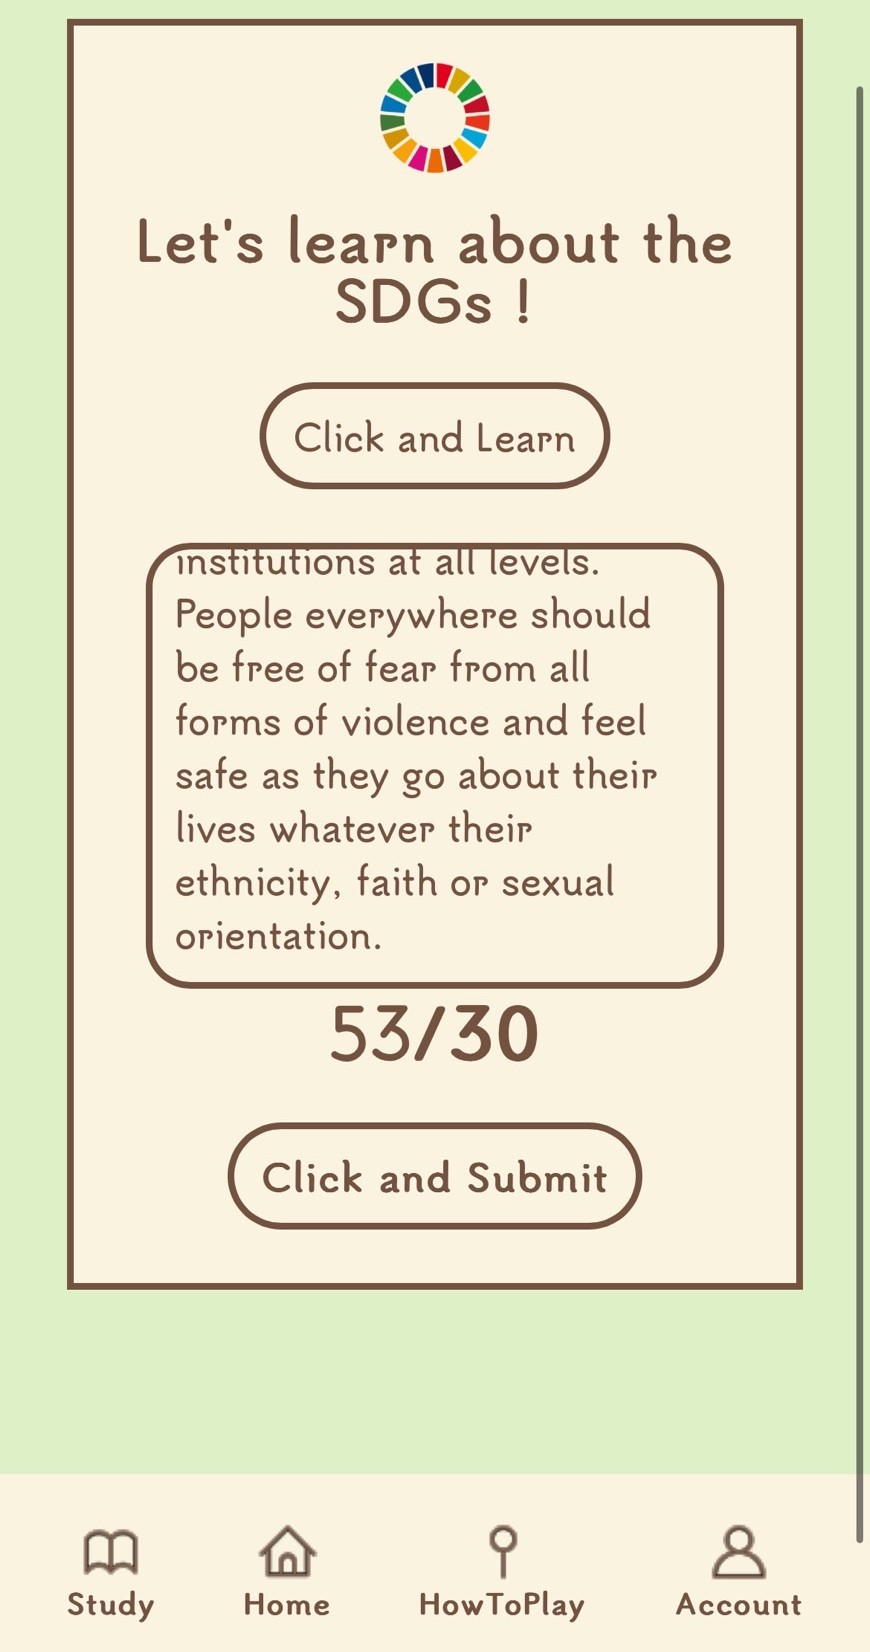 Let's learn about the
SDGs !
Click and Learn
institutions at all levels.
People everywhere should
be free of fear from all
forms of violence and feel
safe as they go about their
lives whatever their
ethnicity, faith or sexual
orientation.
53/30
Click and Submit
Study
Home
HowToPlay
Account